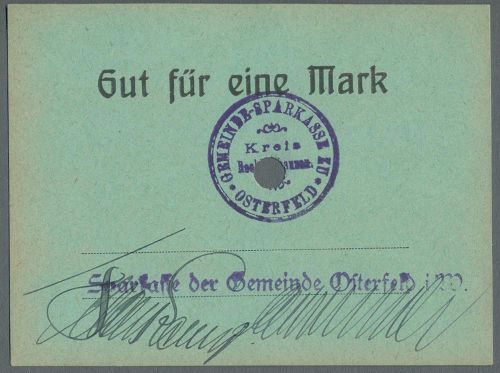 Gut für eine Mark
GEMEINDE-SPARKASSE ZU
Kreis
OSTERFELD
Sparkasse der Gemeinde Osterfeld i/W.